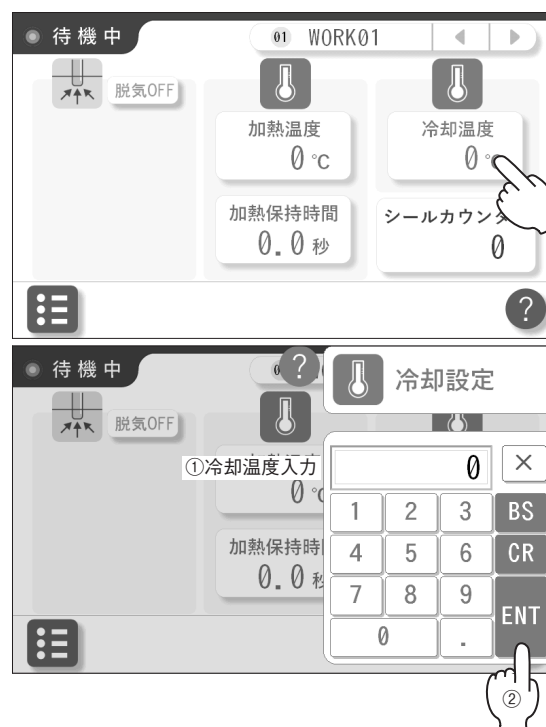 待機中
01 WORK01
脱気OFF
加熱温度
0 ℃
冷却温度
0
加熱保持時間
0.0 秒
シールカウンタ
0
?
待機中
?
冷却設定
脱気OFF
①冷却温度入力
0 ×
0
1 2 3 BS
4 5 6 CR
加熱保持時
0.0
7 8 9
ENT
0 .
②